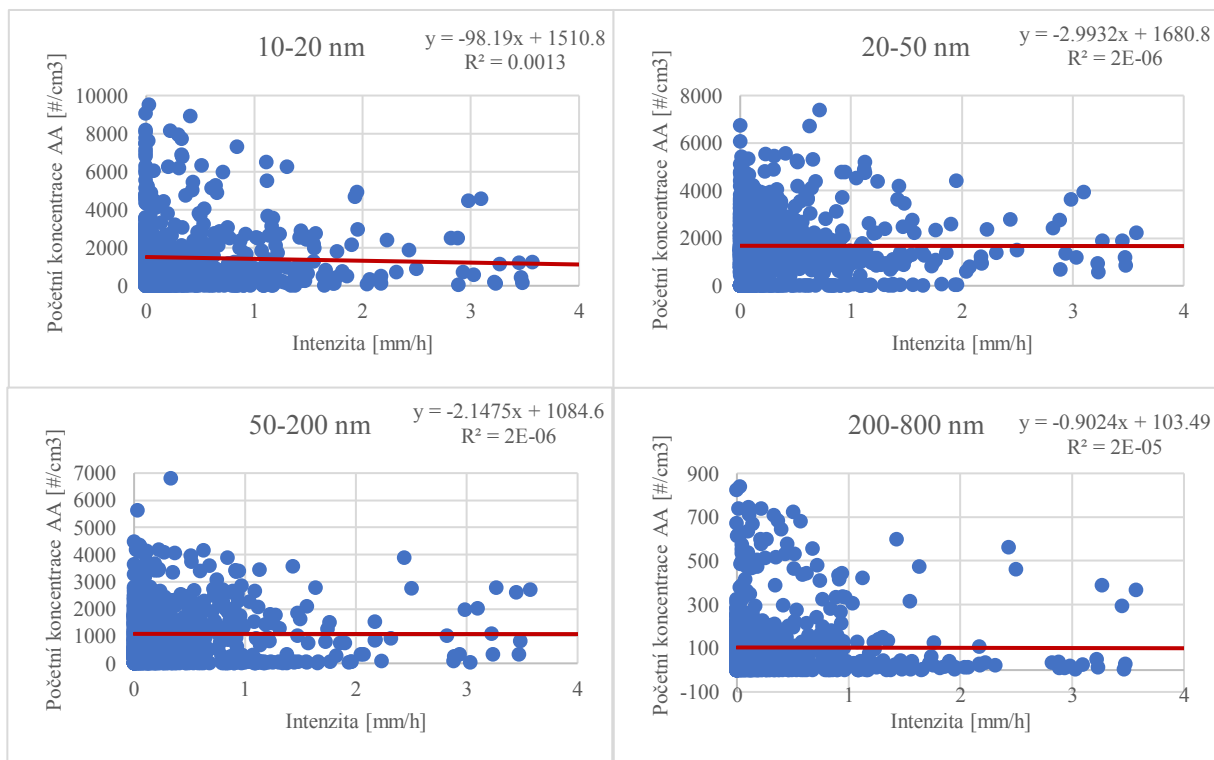 10-20 nm
y = -98.19x + 1510.8
R² = 0.0013
Početní koncentrace AA [#/cm3]
10000
8000
6000
4000
2000
0
0 1 2 3 4
Intenzita [mm/h]
20-50 nm
y = -2.9932x + 1680.8
R² = 2E-06
Početní koncentrace AA [#/cm3]
8000
6000
4000
2000
0
0 1 2 3 4
Intenzita [mm/h]
50-200 nm
y = -2.1475x + 1084.6
R² = 2E-06
Početní koncentrace AA [#/cm3]
7000
6000
5000
4000
3000
2000
1000
0
0 1 2 3 4
Intenzita [mm/h]
200-800 nm
y = -0.9024x + 103.49
R² = 2E-05
Početní koncentrace AA [#/cm3]
900
700
500
300
100
-100
0 1 2 3 4
Intenzita [mm/h]